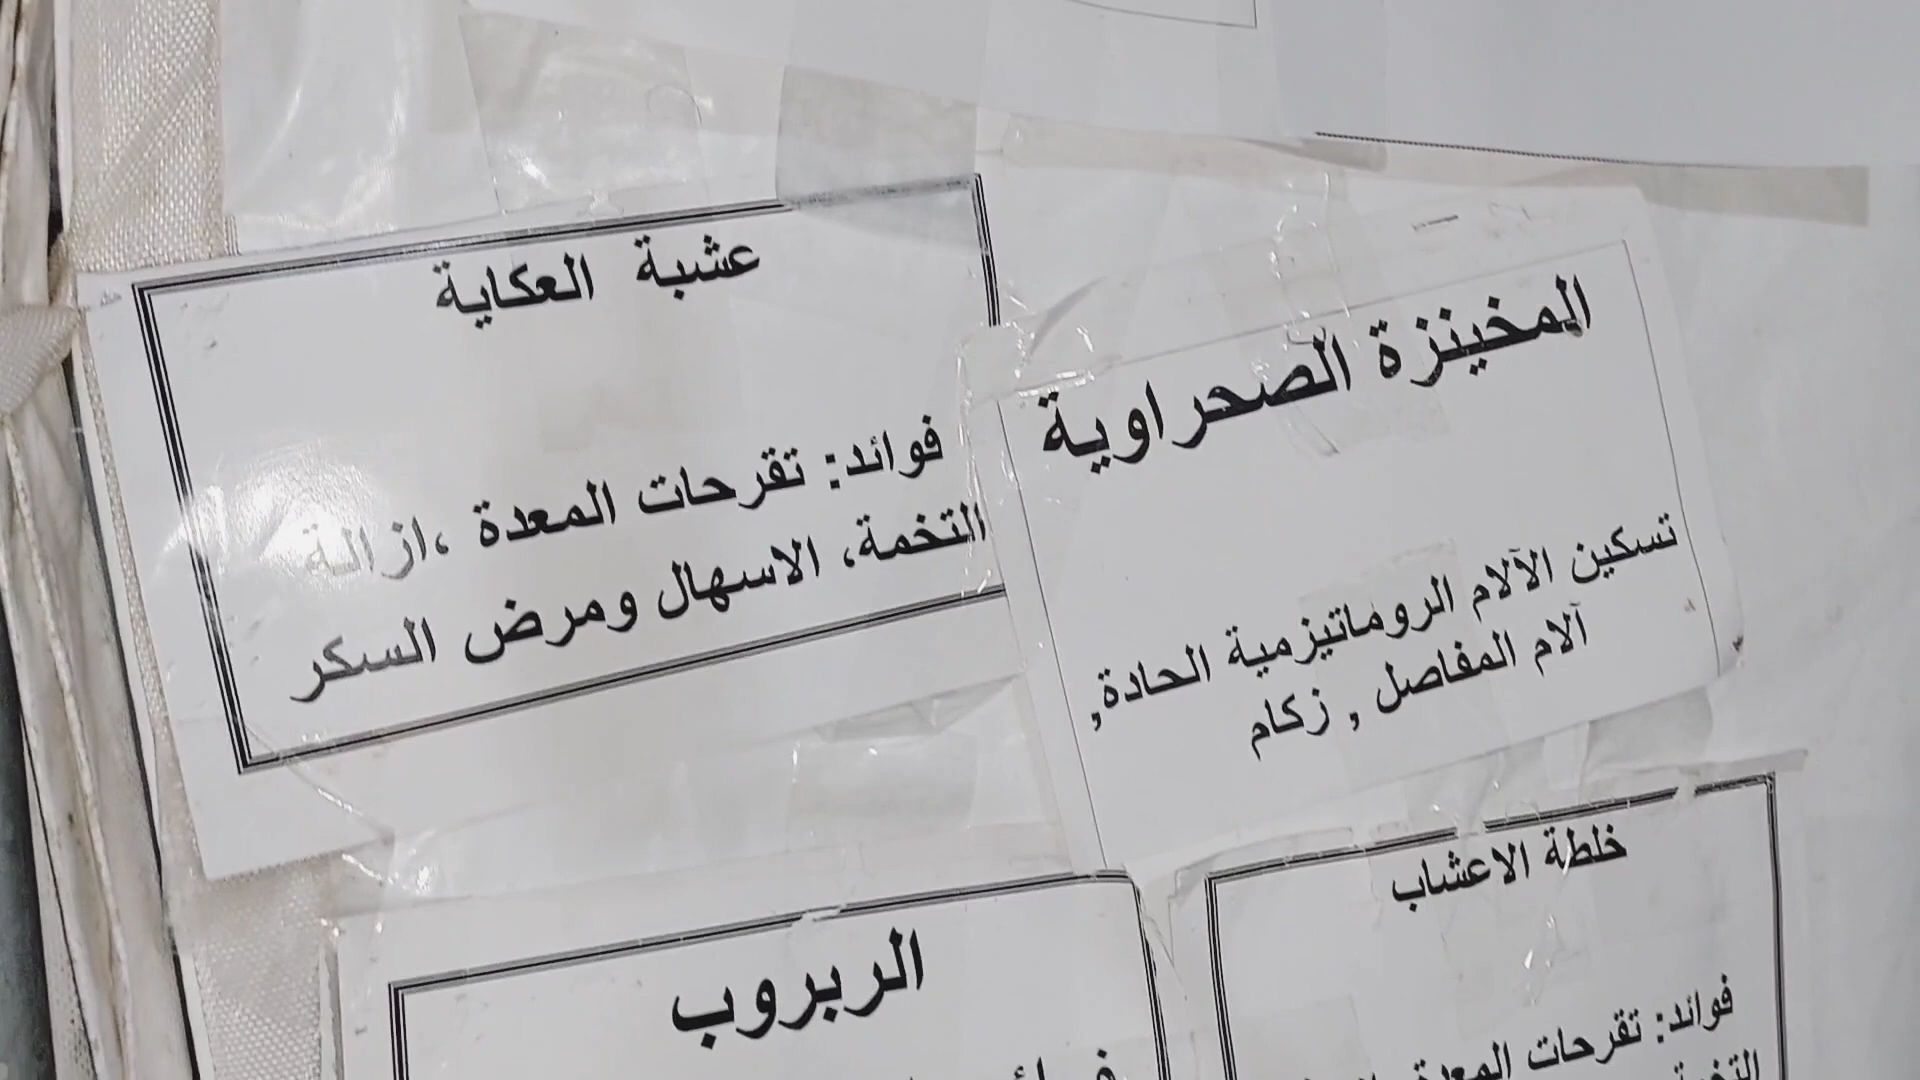 عشبة العكاية
فوائد: تقرحات المعدة ،ازالة
التخمة، الاسهال ومرض السكر
المخينزة الصحراوية
تسكين الآلام الروماتيزمية الحادة,
آلام المفاصل , زكام
الربروب
خلطة الاعشاب
فوائد: تقرحات المعدة